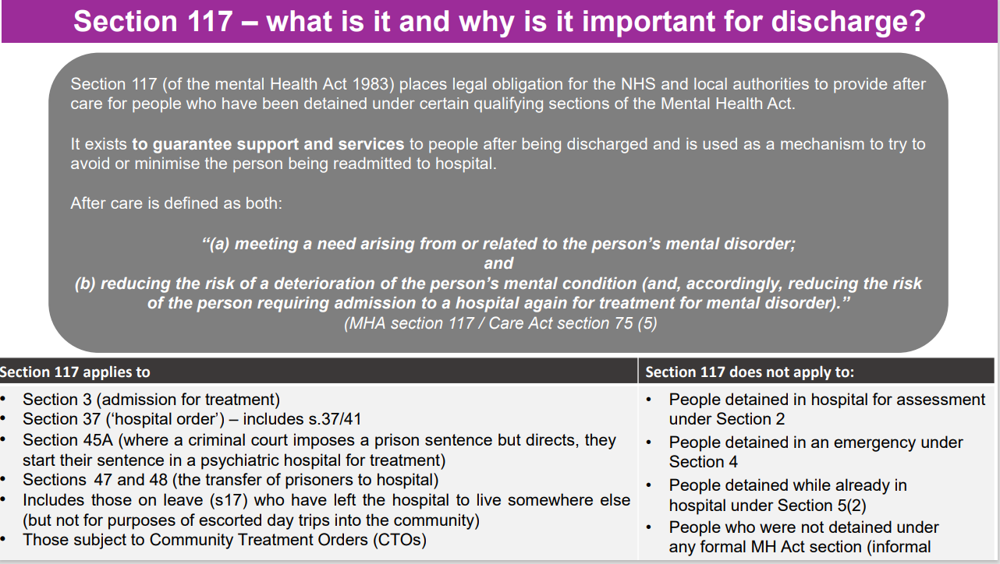 Section 117 – what is it and why is it important for discharge?
Section 117 (of the mental Health Act 1983) places legal obligation for the NHS and local authorities to provide after
care for people who have been detained under certain qualifying sections of the Mental Health Act.
It exists to guarantee support and services to people after being discharged and is used as a mechanism to try to
avoid or minimise the person being readmitted to hospital.
After care is defined as both:
“(a) meeting a need arising from or related to the person’s mental disorder;
and
(b) reducing the risk of a deterioration of the person’s mental condition (and, accordingly, reducing the risk
of the person requiring admission to a hospital again for treatment for mental disorder).”
(MHA section 117 / Care Act section 75 (5)
Section 117 applies to
• Section 3 (admission for treatment)
• Section 37 (‘hospital order’) – includes s.37/41
• Section 45A (where a criminal court imposes a prison sentence but directs, they
start their sentence in a psychiatric hospital for treatment)
• Sections 47 and 48 (the transfer of prisoners to hospital)
• Includes those on leave (s17) who have left the hospital to live somewhere else
(but not for purposes of escorted day trips into the community)
• Those subject to Community Treatment Orders (CTOs)
Section 117 does not apply to:
• People detained in hospital for assessment
under Section 2
• People detained in an emergency under
Section 4
• People detained while already in
hospital under Section 5(2)
• People who were not detained under
any formal MH Act section (informal